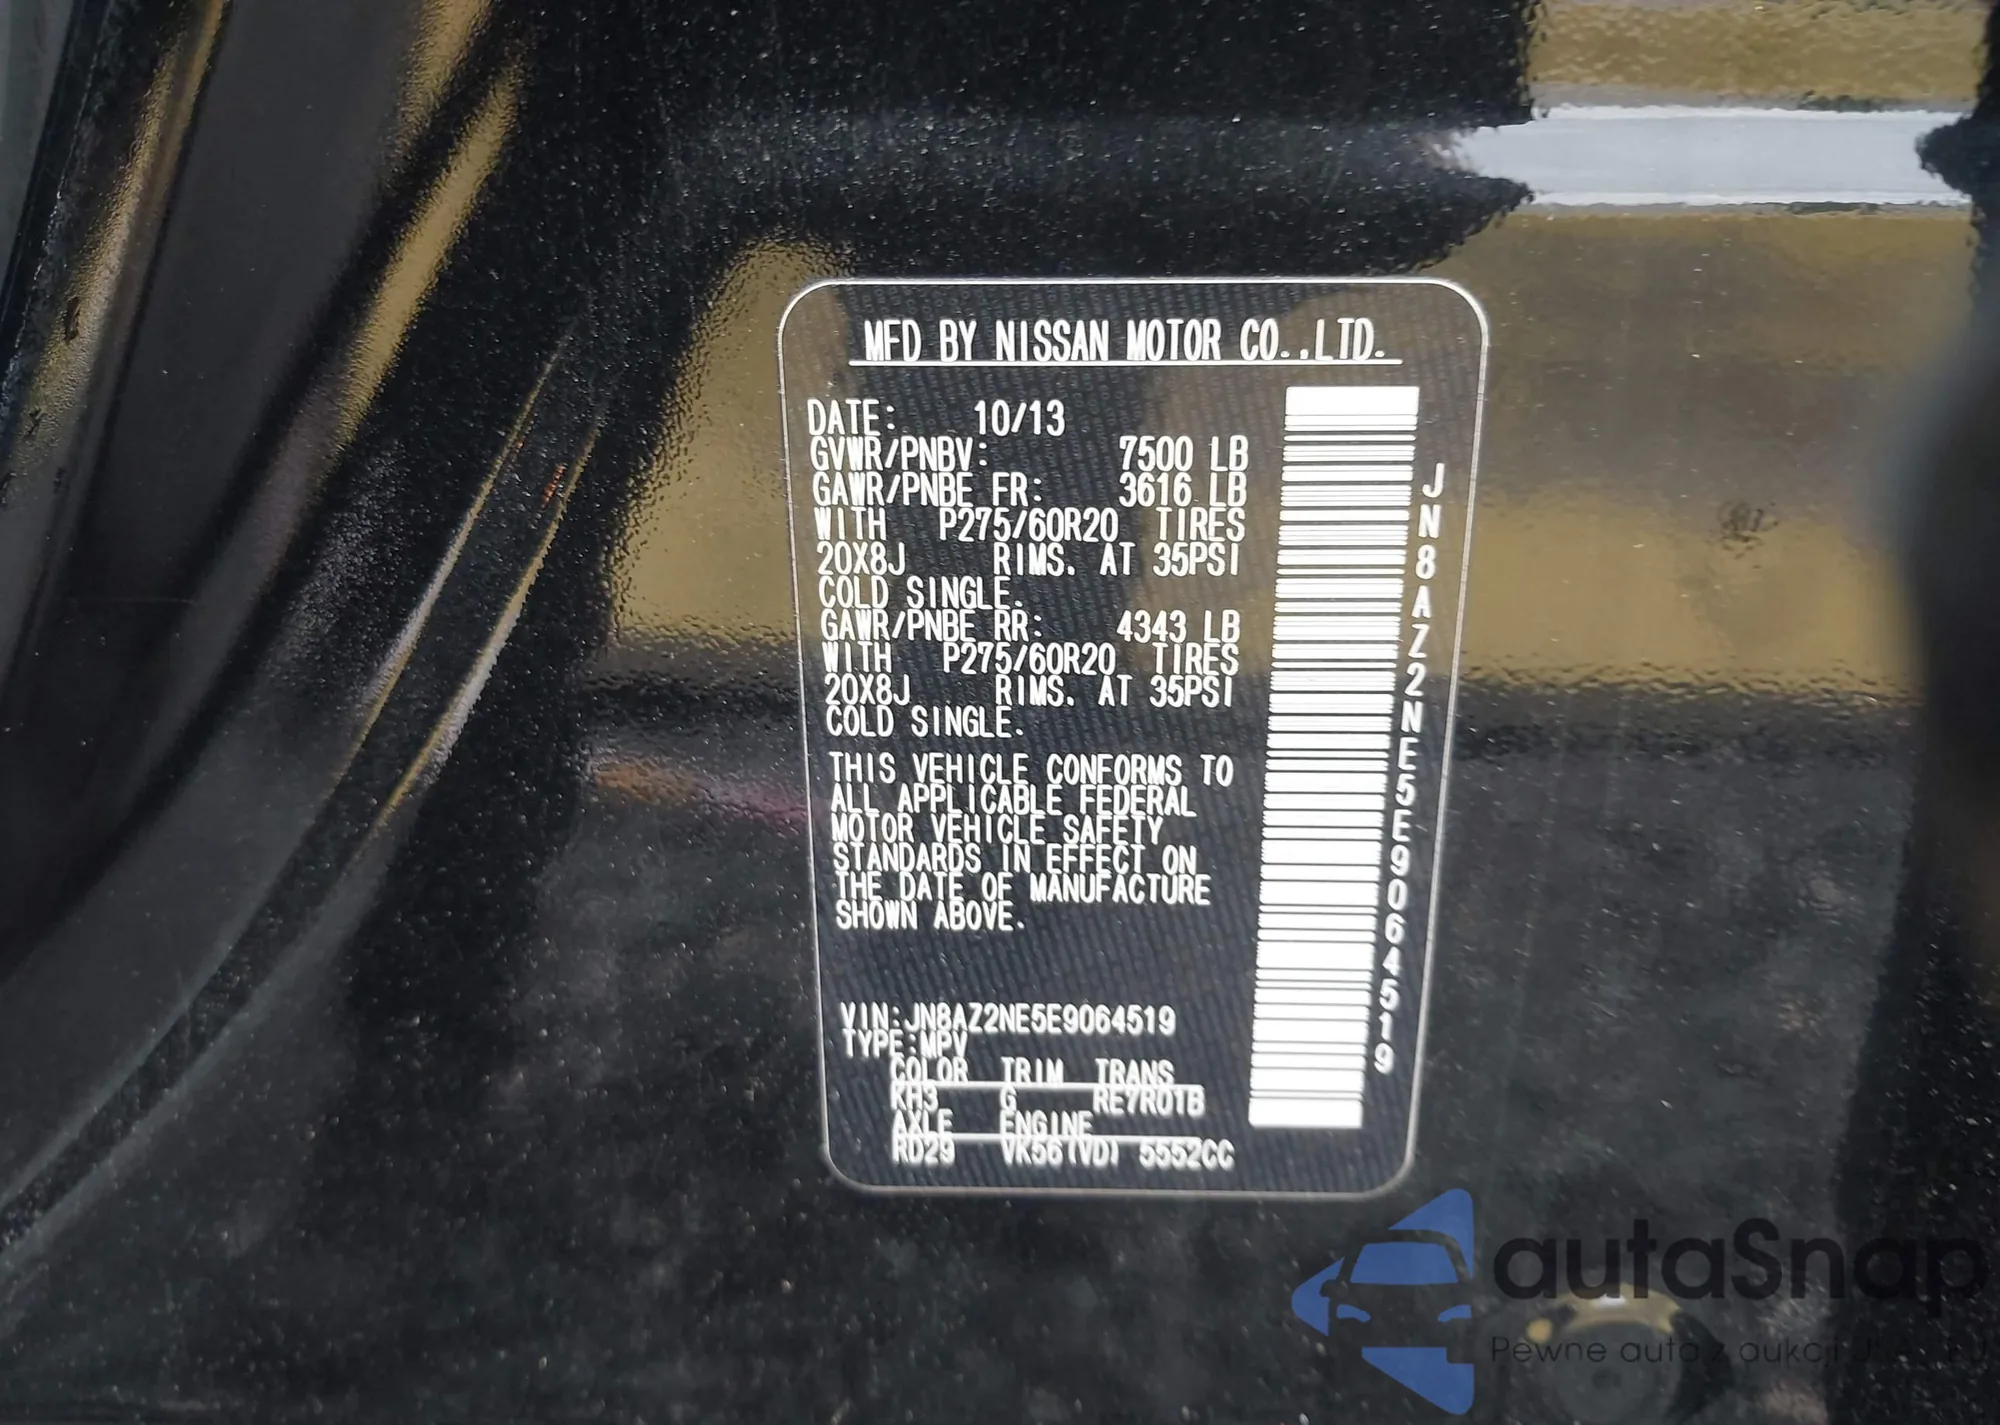 MFD BY NISSAN MOTOR CO.,LTD.
DATE: 10/13
GVWR/PNBV: 7500 LB
GAWR/PNBE FR: 3616 LB
WITH P275/60R20 TIRES
20X8J RIMS. AT 35PSI
COLD SINGLE.
GAWR/PNBE RR: 4343 LB
WITH P275/60R20 TIRES
20X8J RIMS. AT 35PSI
COLD SINGLE.
THIS VEHICLE CONFORMS TO
ALL APPLICABLE FEDERAL
MOTOR VEHICLE SAFETY
STANDARDS IN EFFECT ON
THE DATE OF MANUFACTURE
SHOWN ABOVE.
VIN:JN8AZ2NE5E9064519
TYPE:MPV
COLOR TRIM TRANS
KH3 G RE7R01B
AXLE ENGINE
RD29 VK56(VD) 5552CC
JN8AZ2NE5E9064519
autaSnap
Pewne auta z aukcji